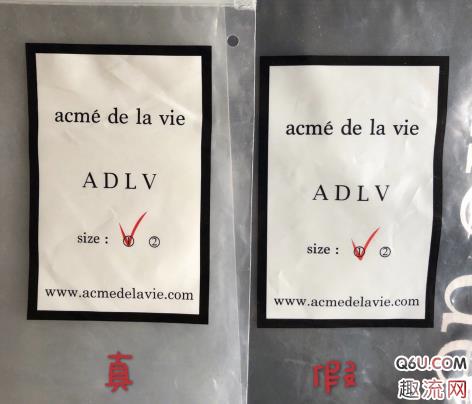 acmé de la vie
ADLV
size : ① ②
www.acmedelavie.com
真
acmé de la vie
ADLV
size : ① ②
www.acmedelavie.com
假
Q6U.COM
趣流网